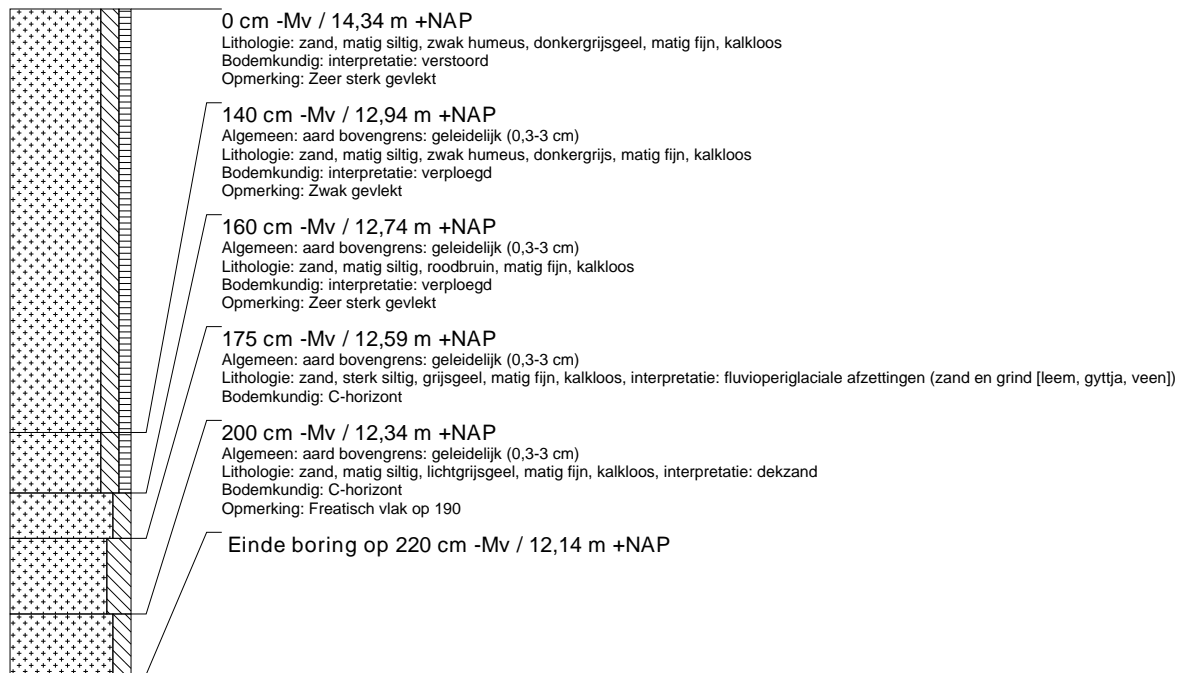 0 cm -Mv / 14,34 m +NAP
Lithologie: zand, matig siltig, zwak humeus, donkergrijsgeel, matig fijn, kalkloos
Bodemkundig: interpretatie: verstoord
Opmerking: Zeer sterk gevlekt
140 cm -Mv / 12,94 m +NAP
Algemeen: aard bovengrens: geleidelijk (0,3-3 cm)
Lithologie: zand, matig siltig, zwak humeus, donkergrijs, matig fijn, kalkloos
Bodemkundig: interpretatie: verploegd
Opmerking: Zwak gevlekt
160 cm -Mv / 12,74 m +NAP
Algemeen: aard bovengrens: geleidelijk (0,3-3 cm)
Lithologie: zand, matig siltig, roodbruin, matig fijn, kalkloos
Bodemkundig: interpretatie: verploegd
Opmerking: Zeer sterk gevlekt
175 cm -Mv / 12,59 m +NAP
Algemeen: aard bovengrens: geleidelijk (0,3-3 cm)
Lithologie: zand, sterk siltig, grijsgeel, matig fijn, kalkloos, interpretatie: fluvioperiglaciale afzettingen (zand en grind [leem, gyttja, veen])
Bodemkundig: C-horizont
200 cm -Mv / 12,34 m +NAP
Algemeen: aard bovengrens: geleidelijk (0,3-3 cm)
Lithologie: zand, matig siltig, lichtgrijsgeel, matig fijn, kalkloos, interpretatie: dekzand
Bodemkundig: C-horizont
Opmerking: Freatisch vlak op 190
Einde boring op 220 cm -Mv / 12,14 m +NAP